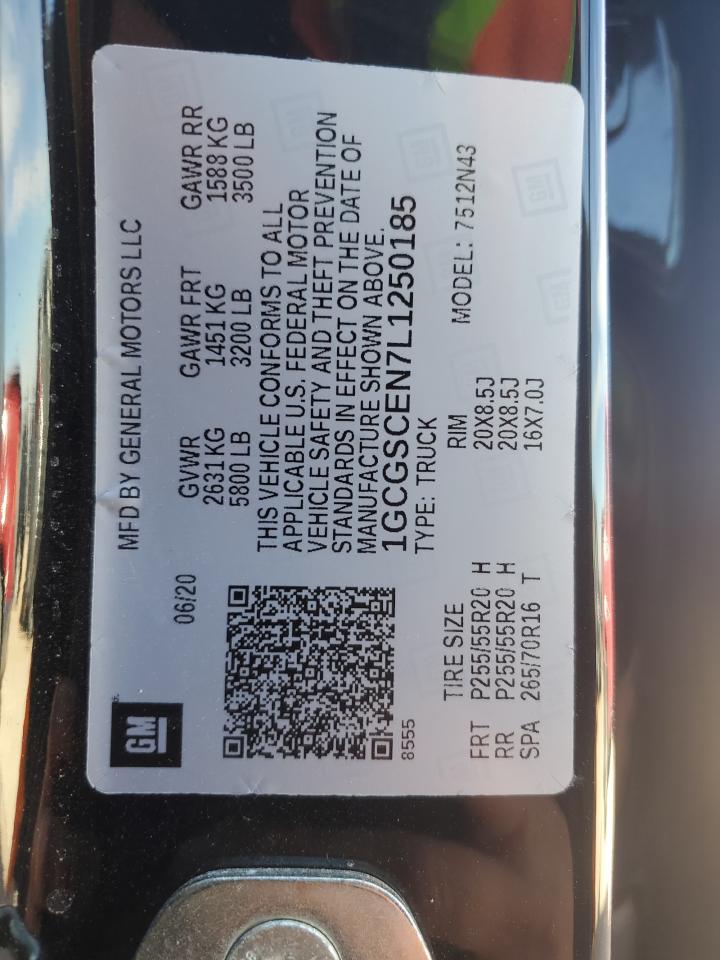 GM
MFD BY GENERAL MOTORS LLC
06/20
GVWR GAWR FRT GAWR RR
2631 KG 1451 KG 1588 KG
5800 LB 3200 LB 3500 LB
THIS VEHICLE CONFORMS TO ALL
APPLICABLE U.S. FEDERAL MOTOR
VEHICLE SAFETY AND THEFT PREVENTION
STANDARDS IN EFFECT ON THE DATE OF
MANUFACTURE SHOWN ABOVE.
1GCGSCEN7L1250185
8555
TYPE: TRUCK
MODEL: 7512N43
TIRE SIZE RIM
FRT P255/55R20 H 20X8.5J
RR P255/55R20 H 20X8.5J
SPA 265/70R16 T 16X7.0J